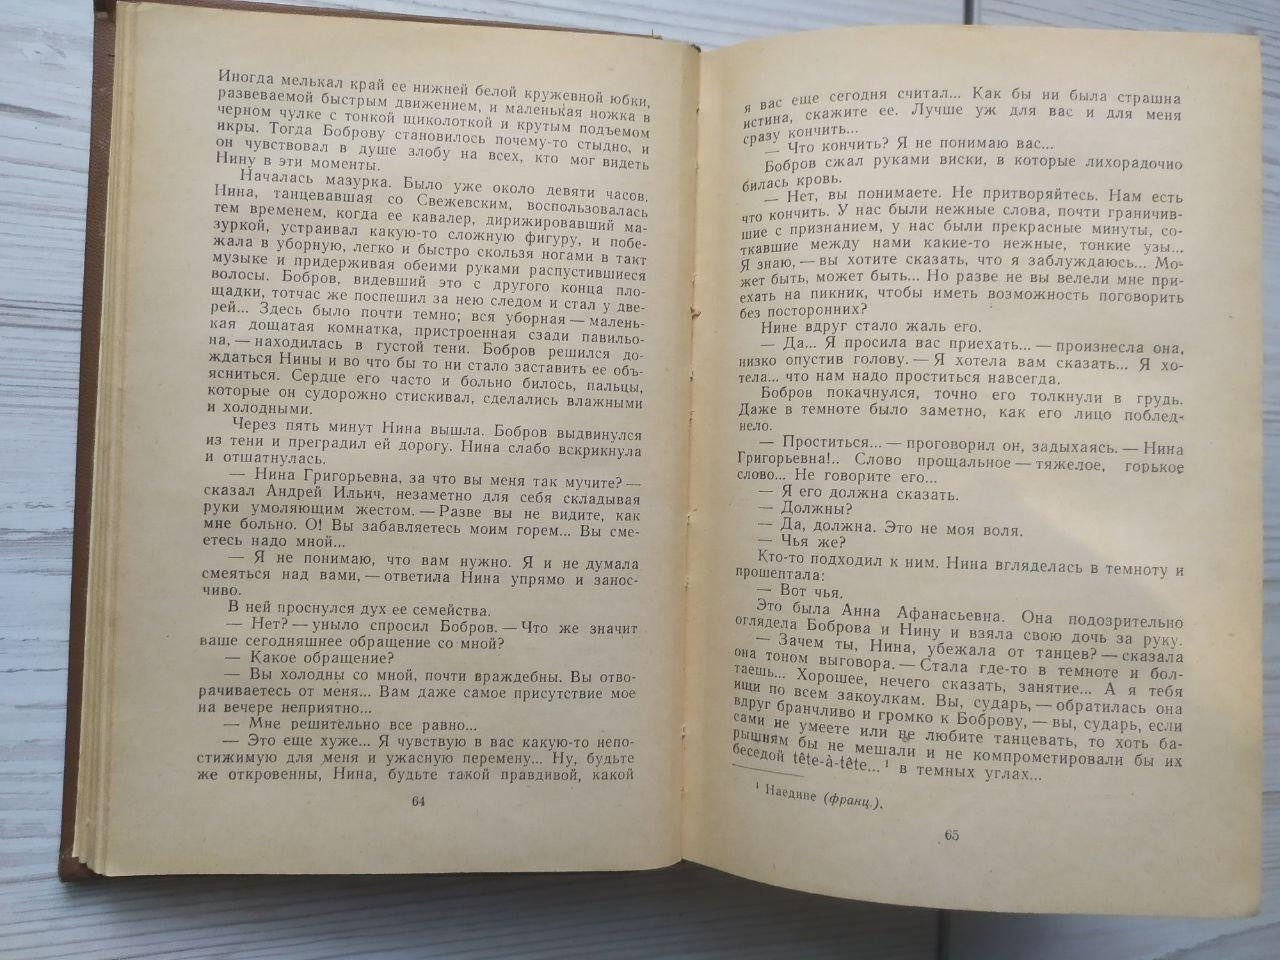 Иногда мелькал край ее нижней белой кружевной юбки,
развеваемой быстрым движением, и маленькая ножка в
черном чулке с тонкой щиколоткой и крутым подъемом
икры. Тогда Боброву становилось почему-то стыдно, и
он чувствовал в душе злобу на всех, кто мог видеть
Нину в эти моменты.
Началась мазурка. Было уже около девяти часов.
Нина, танцевавшая со Свежевским, воспользовалась
тем временем, когда ее кавалер, дирижировавший ма-
зуркой, устраивал какую-то сложную фигуру, и побе-
жала в уборную, легко и быстро скользя ногами в такт
музыке и придерживая обеими руками распустившиеся
волосы. Бобров, видевший это с другого конца пло-
щадки, тотчас же поспешил за нею следом и стал у две-
рей... Здесь было почти темно; вся уборная — малень-
кая дощатая комнатка, пристроенная сзади павильо-
на, — находилась в густой тени. Бобров решился до-
ждаться Нины и во что бы то ни стало заставить ее объ-
ясниться. Сердце его часто и больно билось, пальцы,
которые он судорожно стискивал, сделались влажными
и холодными.
Через пять минут Нина вышла. Бобров выдвинулся
из тени и преградил ей дорогу. Нина слабо вскрикнула
и отшатнулась.
— Нина Григорьевна, за что вы меня так мучите? —
сказал Андрей Ильич, незаметно для себя складывая
руки умоляющим жестом. — Разве вы не видите, как
мне больно. О! Вы забавляетесь моим горем... Вы сме-
етесь надо мной...
— Я не понимаю, что вам нужно. Я и не думала
смеяться над вами, — ответила Нина упрямо и занос-
чиво.
В ней проснулся дух ее семейства.
— Нет? — уныло спросил Бобров. — Что же значит
ваше сегодняшнее обращение со мной?
— Какое обращение?
— Вы холодны со мной, почти враждебны. Вы отво-
рачиваетесь от меня... Вам даже самое присутствие мое
на вечере неприятно...
— Мне решительно все равно...
— Это еще хуже... Я чувствую в вас какую-то непо-
стижимую для меня и ужасную перемену... Ну, будьте
же откровенны, Нина, будьте такой правдивой, какой
64
я вас еще сегодня считал... Как бы ни была страшна
истина, скажите ее. Лучше уж для вас и для меня
сразу кончить...
— Что кончить? Я не понимаю вас...
Бобров сжал руками виски, в которые лихорадочно
билась кровь.
— Нет, вы понимаете. Не притворяйтесь. Нам есть
что кончить. У нас были нежные слова, почти граничив-
шие с признанием, у нас были прекрасные минуты, со-
ткавшие между нами какие-то нежные, тонкие узы...
Я знаю, — вы хотите сказать, что я заблуждаюсь... Мо-
жет быть, может быть... Но разве не вы велели мне при-
ехать на пикник, чтобы иметь возможность поговорить
без посторонних?
Нине вдруг стало жаль его.
— Да... Я просила вас приехать... — произнесла она,
низко опустив голову. — Я хотела вам сказать... Я хо-
тела... что нам надо проститься навсегда.
Бобров покачнулся, точно его толкнули в грудь.
Даже в темноте было заметно, как его лицо поблед-
нело.
— Проститься... — проговорил он, задыхаясь. — Нина
Григорьевна!.. Слово прощальное — тяжелое, горькое
слово... Не говорите его...
— Я его должна сказать.
— Должны?
— Да, должна. Это не моя воля.
— Чья же?
Кто-то подходил к ним. Нина вгляделась в темноту и
прошептала:
— Вот чья.
Это была Анна Афанасьевна. Она подозрительно
оглядела Боброва и Нину и взяла свою дочь за руку.
— Зачем ты, Нина, убежала от танцев? — сказала
она тоном выговора. — Стала где-то в темноте и бол-
таешь... Хорошее, нечего сказать, занятие... А я тебя
ищи по всем закоулкам. Вы, сударь, — обратилась она
вдруг бранчливо и громко к Боброву, — вы, сударь, если
сами не умеете или не любите танцевать, то хоть ба-
рышням бы не мешали и не компрометировали бы их
беседой tête-à-tête... ¹ в темных углах...
¹ Наедине (франц.).
65